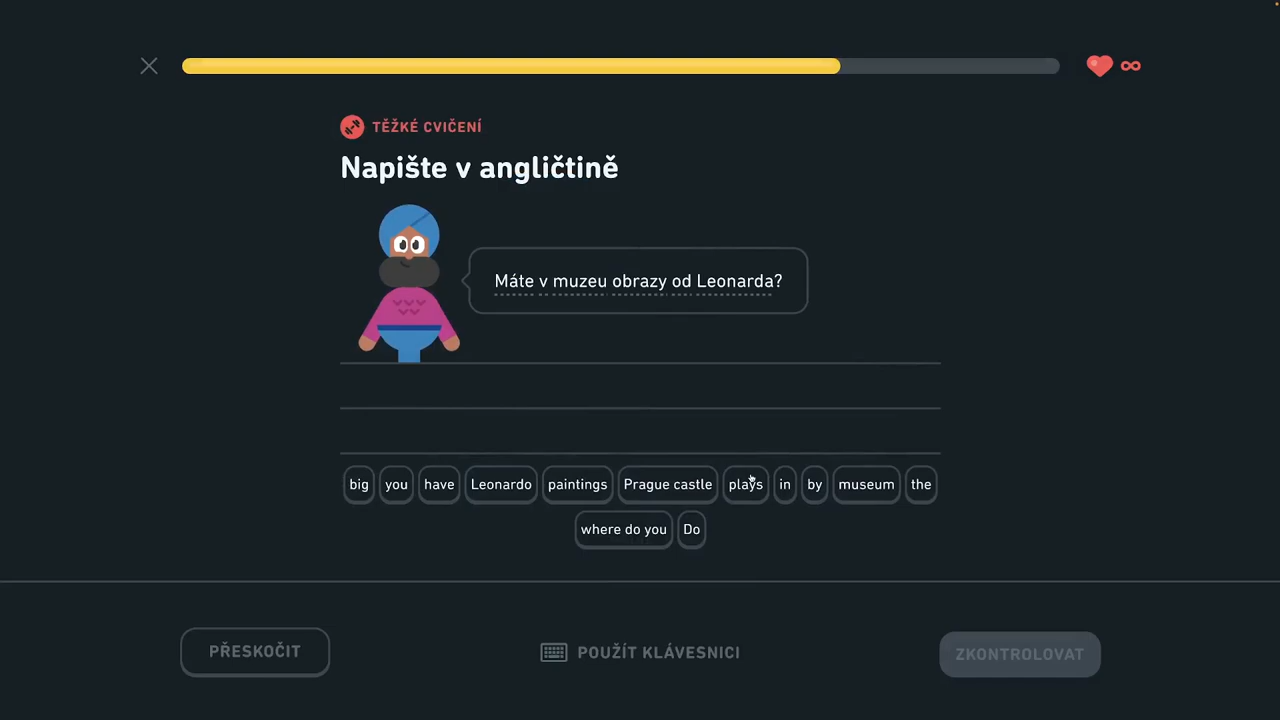 TĚŽKÉ CVIČENÍ
Napište v angličtině
Máte v muzeu obrazy od Leonarda?
big you have Leonardo paintings Prague castle plays in by museum the
where do you Do
PŘESKOČIT POUŽÍT KLÁVESNICI ZKONTROLOVAT